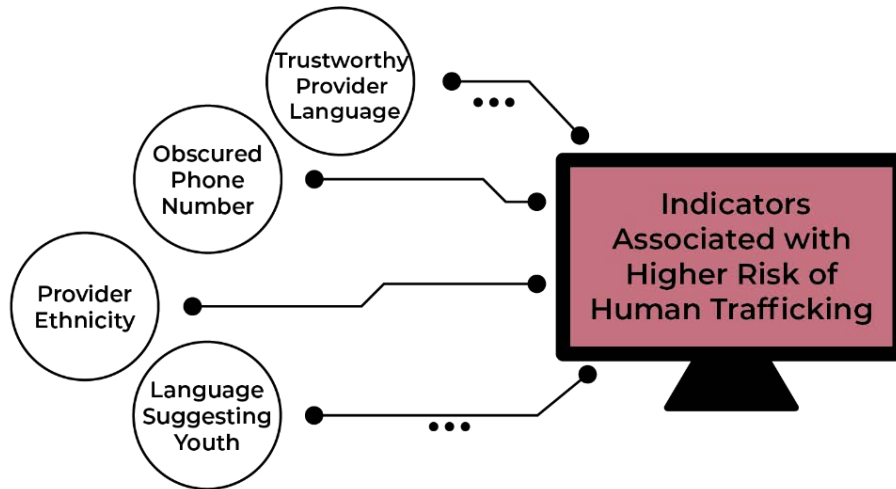 Trustworthy
Provider
Language
Obscured
Phone
Number
Provider
Ethnicity
Language
Suggesting
Youth
Indicators
Associated with
Higher Risk of
Human Trafficking